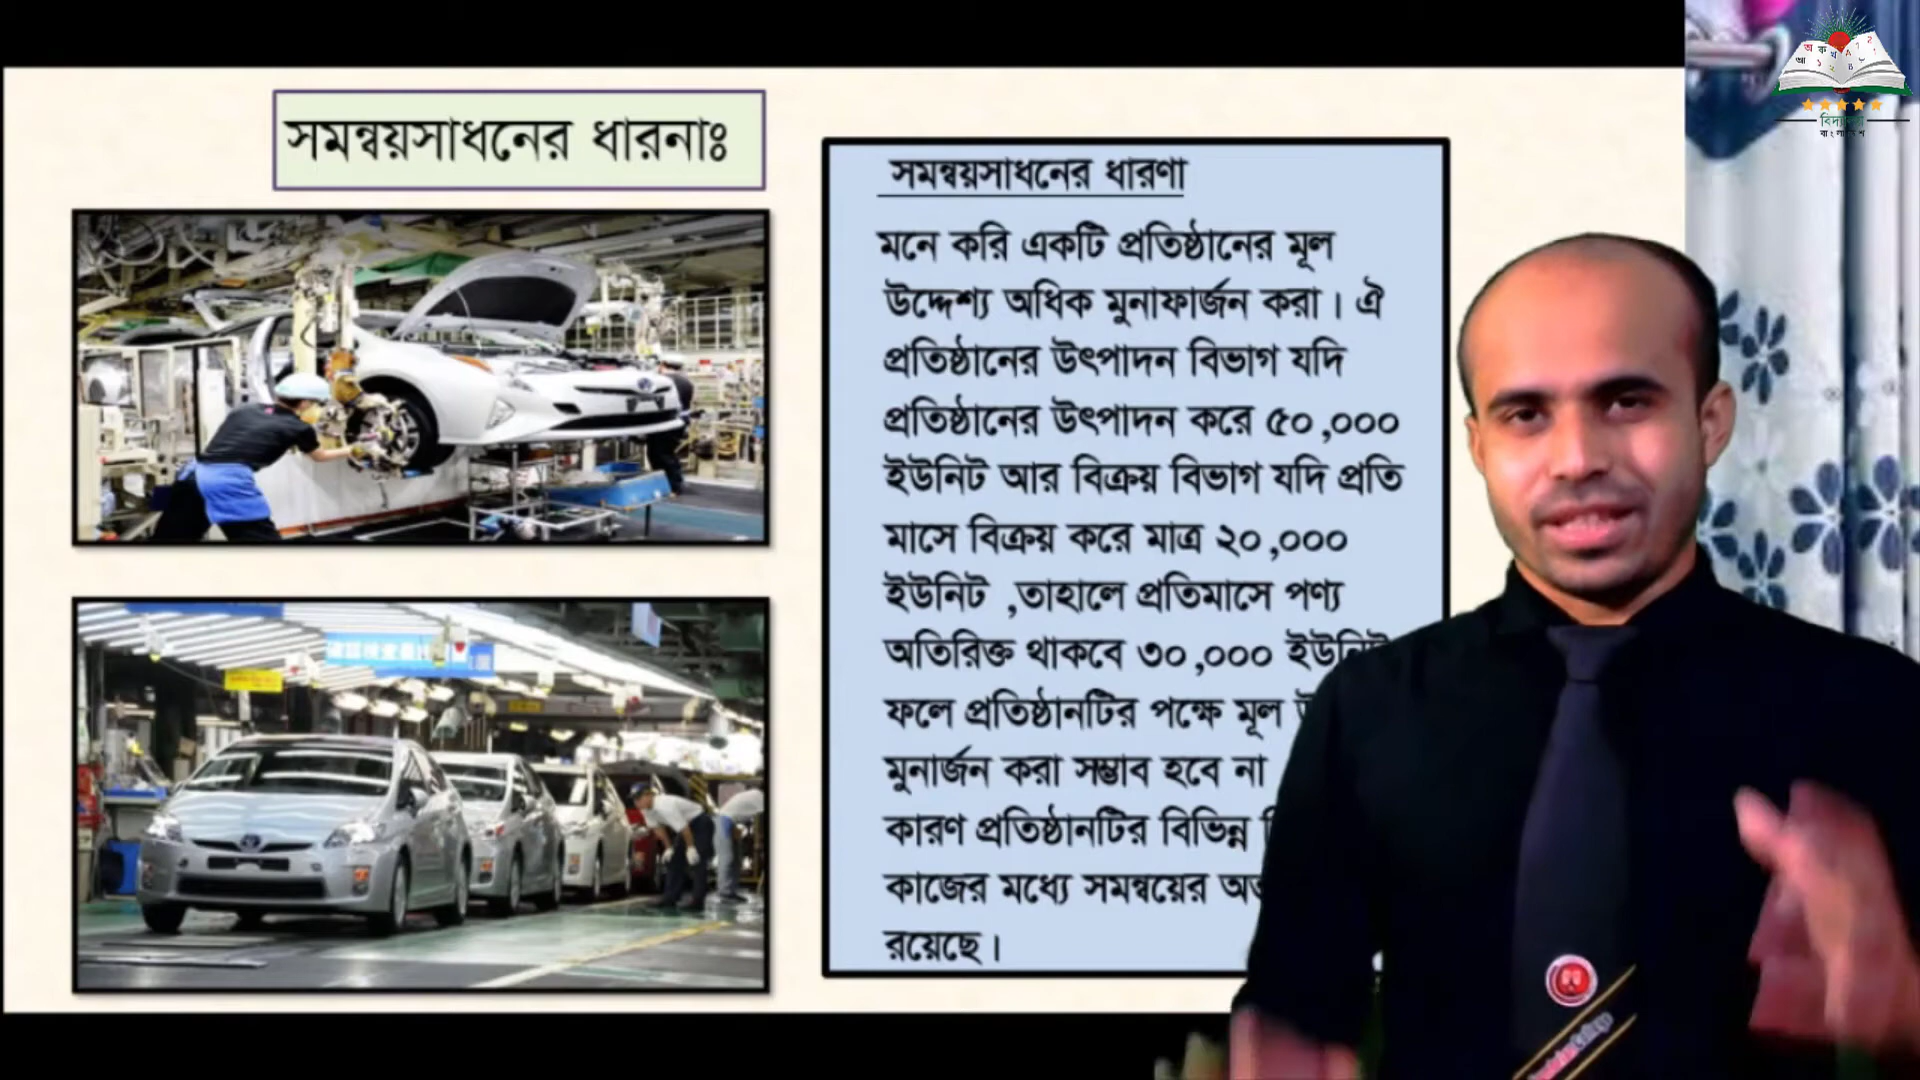 সমন্বয়সাধনের ধারনাঃ
সমন্বয়সাধনের ধারণা
মনে করি একটি প্রতিষ্ঠানের মূল
উদ্দেশ্য অধিক মুনাফার্জন করা। ঐ
প্রতিষ্ঠানের উৎপাদন বিভাগ যদি
প্রতিষ্ঠানের উৎপাদন করে ৫০,০০০
ইউনিট আর বিক্রয় বিভাগ যদি প্রতি
মাসে বিক্রয় করে মাত্র ২০,০০০
ইউনিট ,তাহালে প্রতিমাসে পণ্য
অতিরিক্ত থাকবে ৩০,০০০ ইউনিট
ফলে প্রতিষ্ঠানটির পক্ষে মূল
মুনার্জন করা সম্ভাব হবে না
কারণ প্রতিষ্ঠানটির বিভিন্ন
কাজের মধ্যে সমন্বয়ের
রয়েছে।